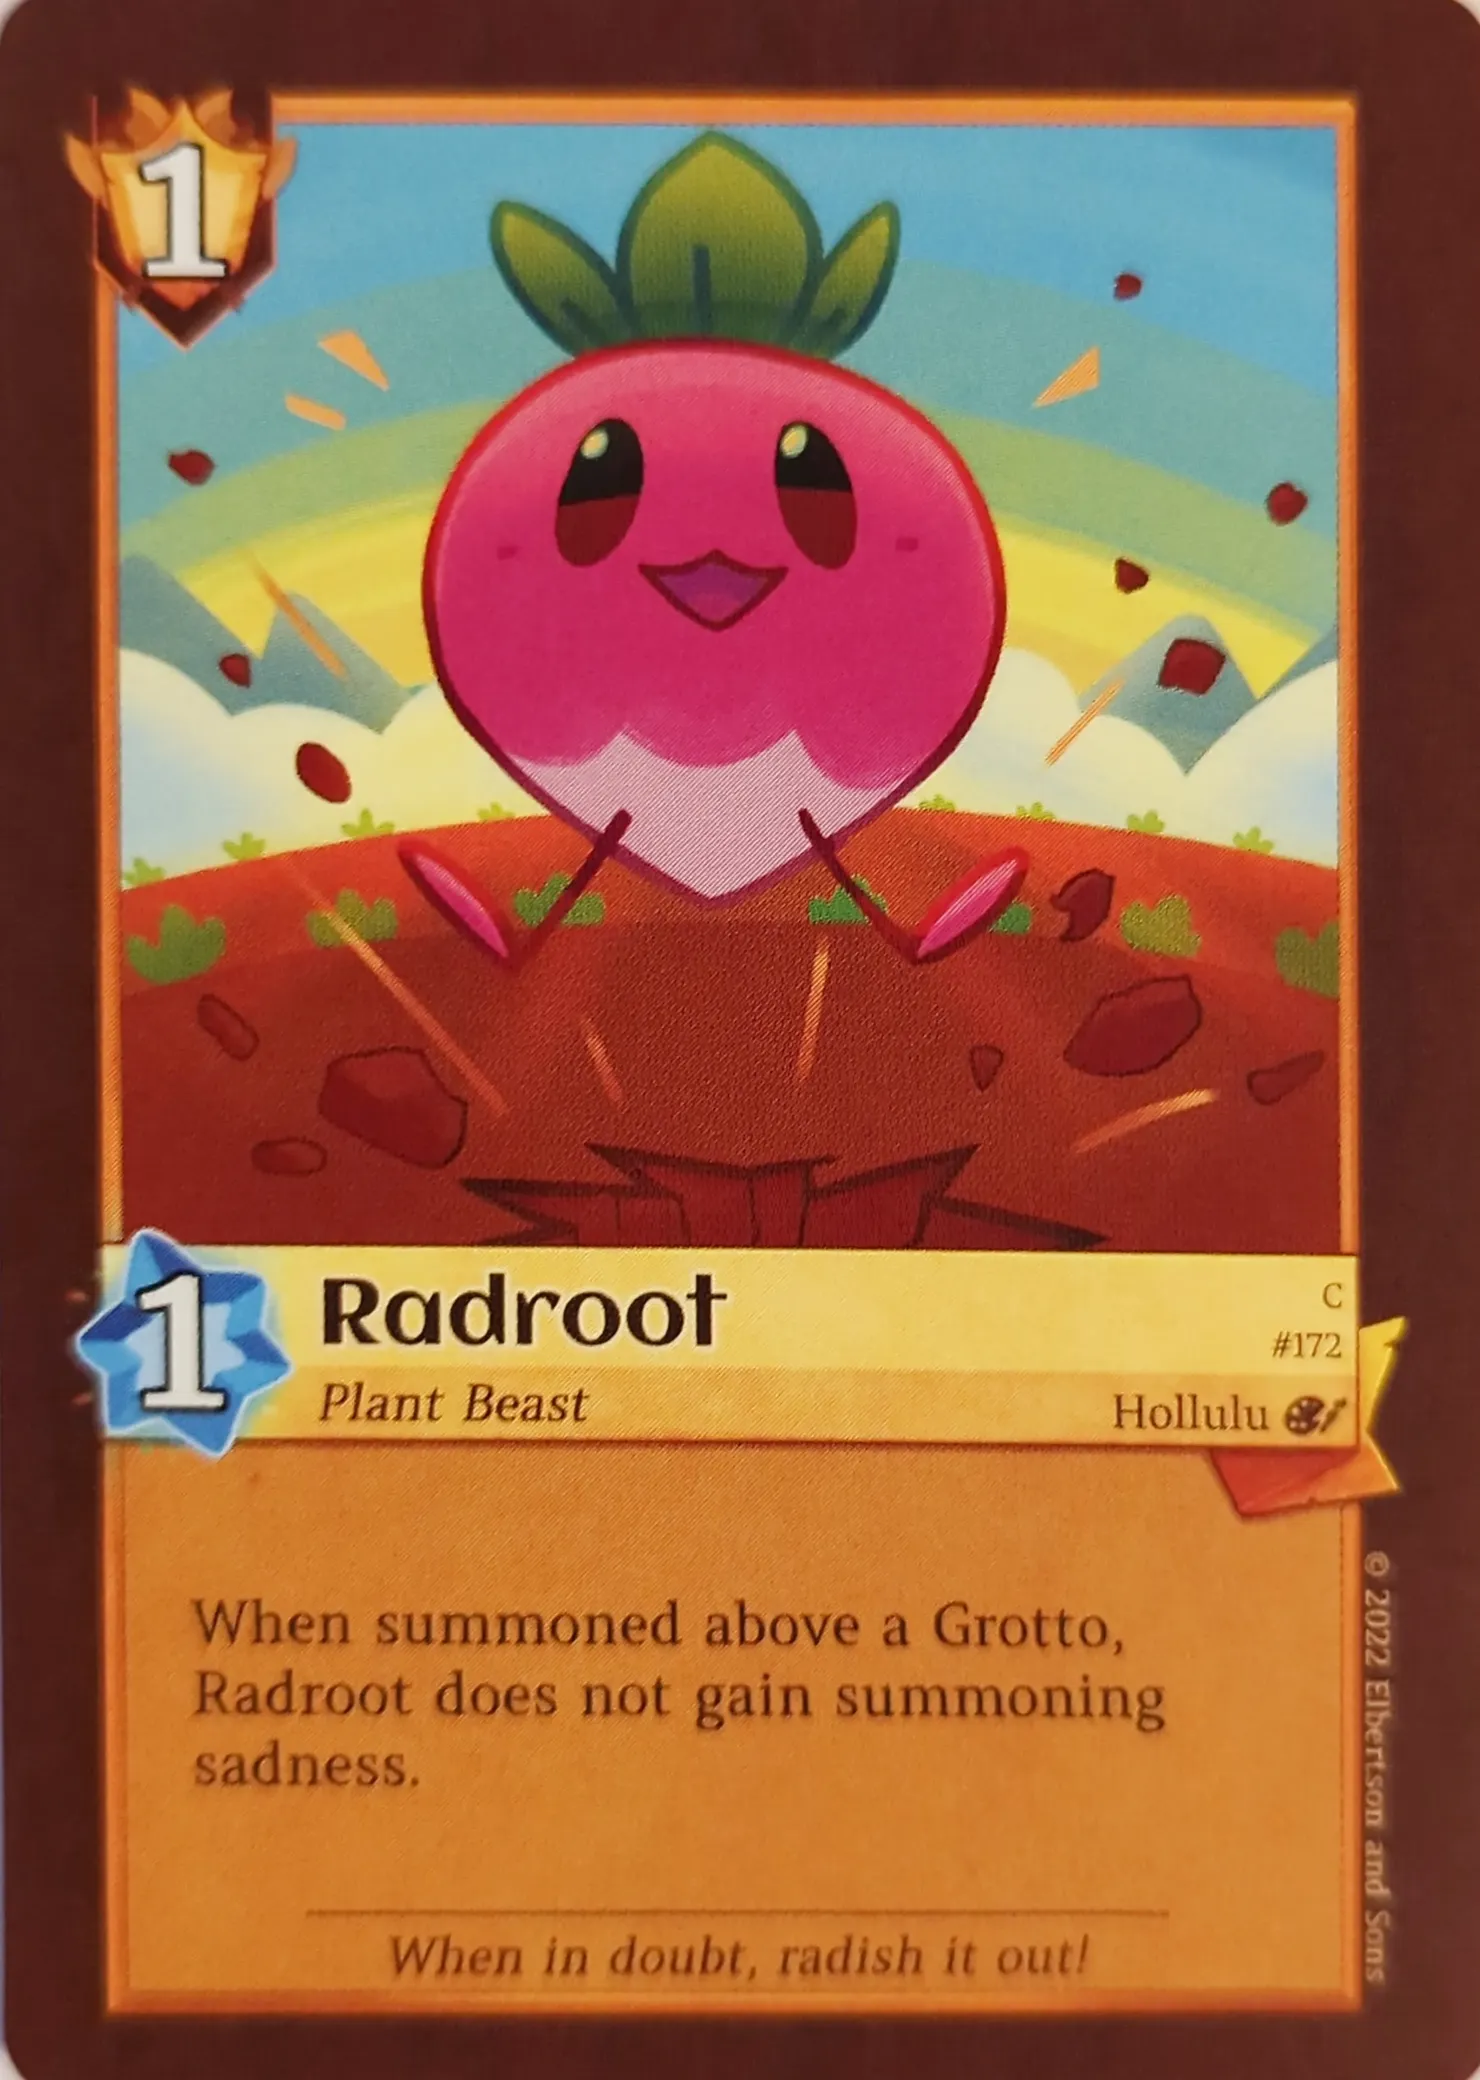 1
1
Radroot
C
#172
Plant Beast
Hollulu
When summoned above a Grotto,
Radroot does not gain summoning
sadness.
When in doubt, radish it out!
© 2022 Elbertson and Sons